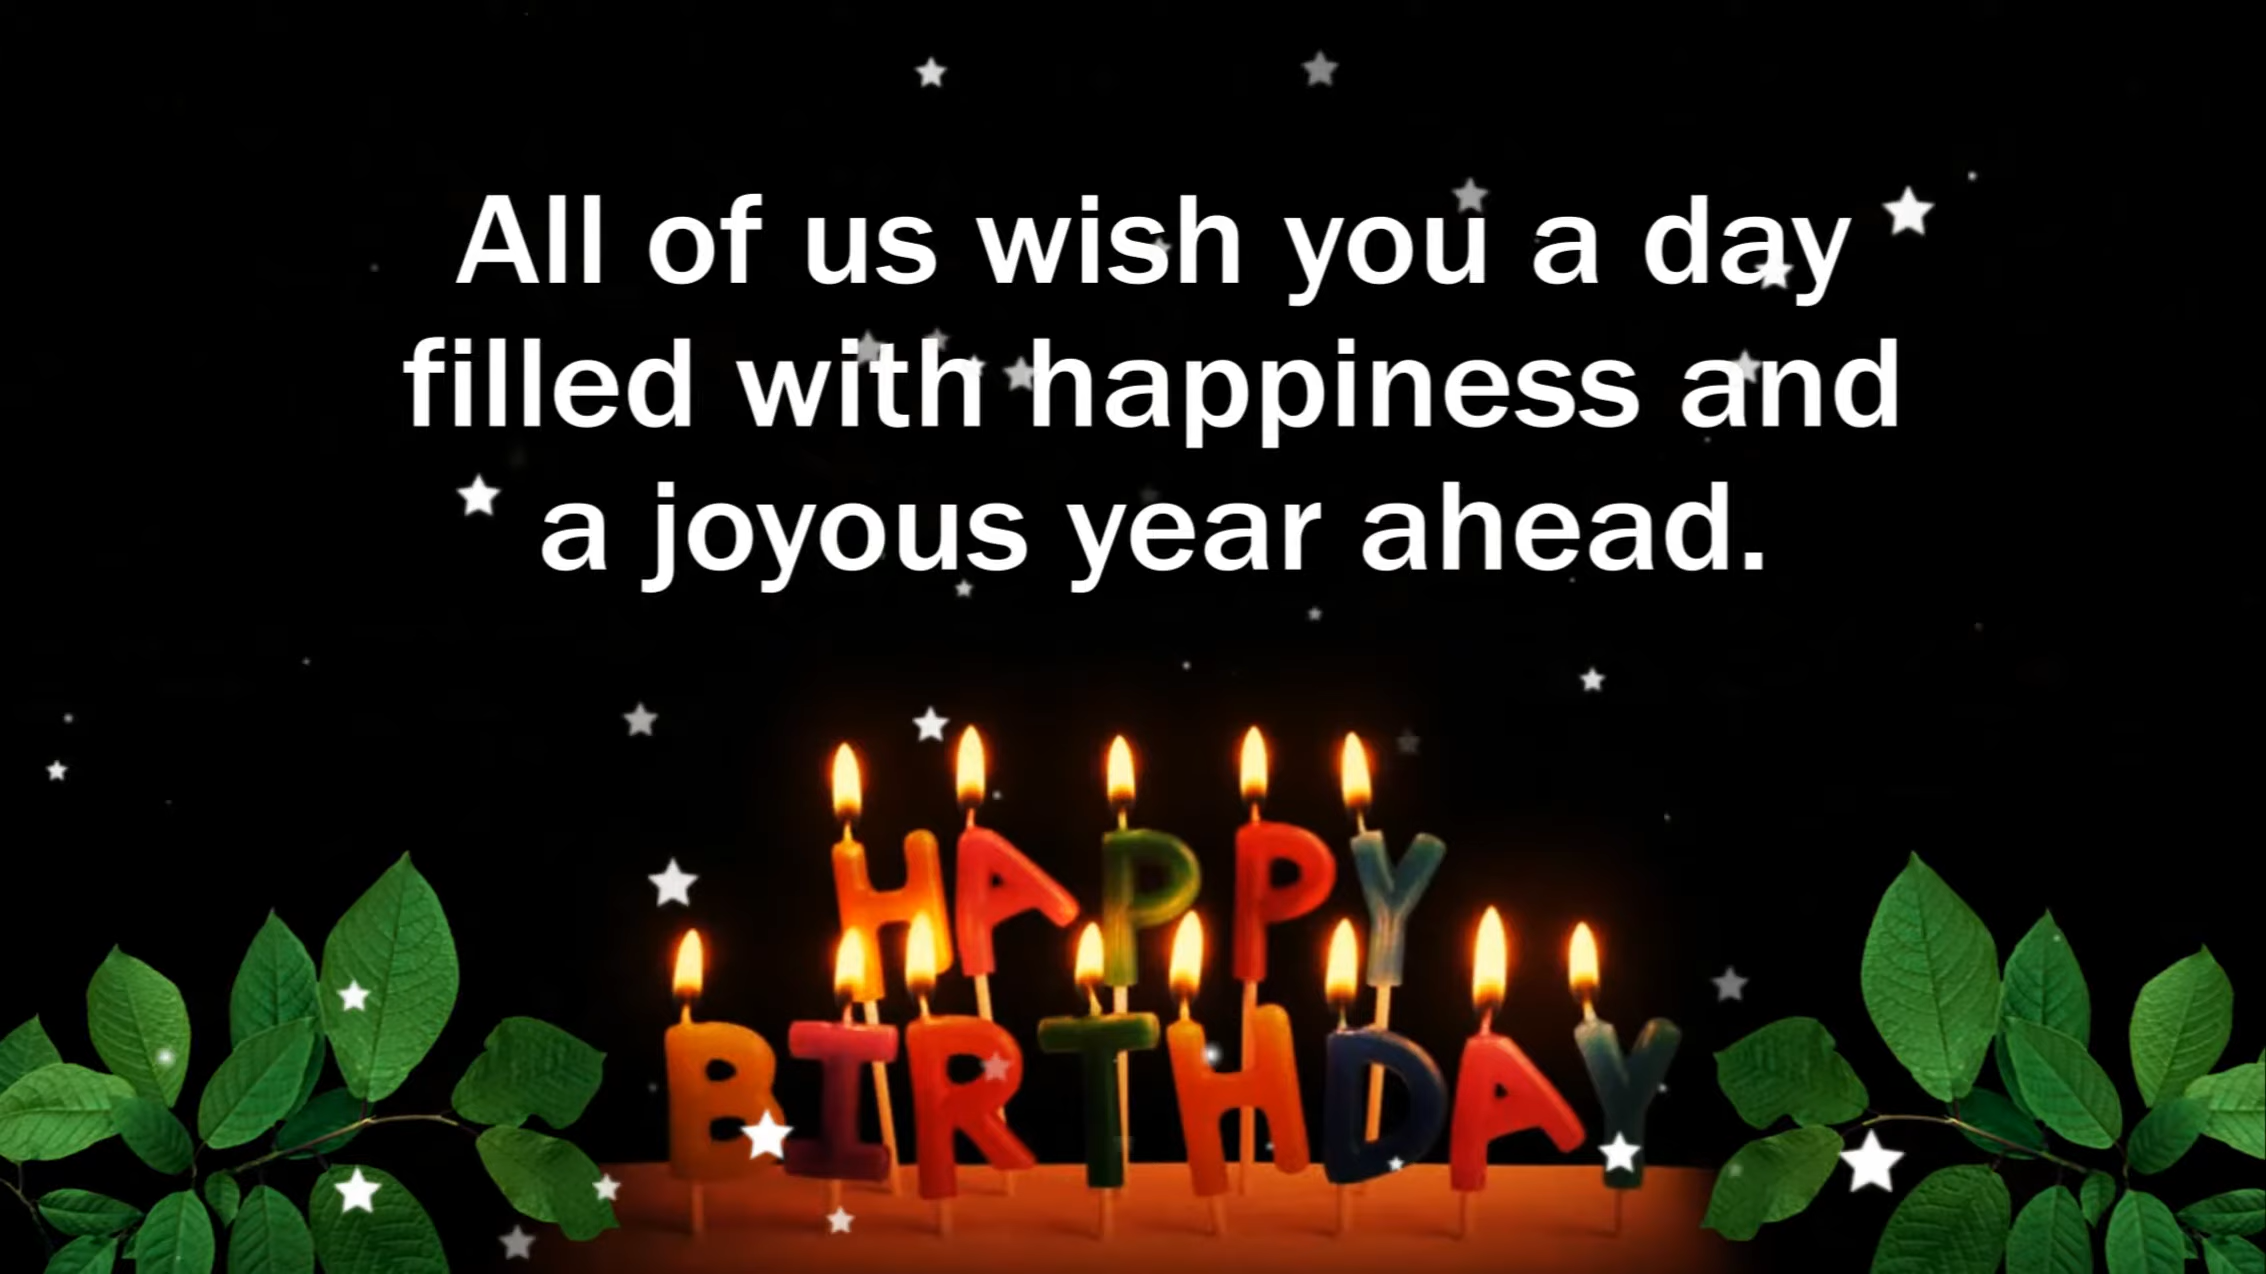 All of us wish you a day
filled with happiness and
a joyous year ahead.
HAPPY
BIRTHDAY